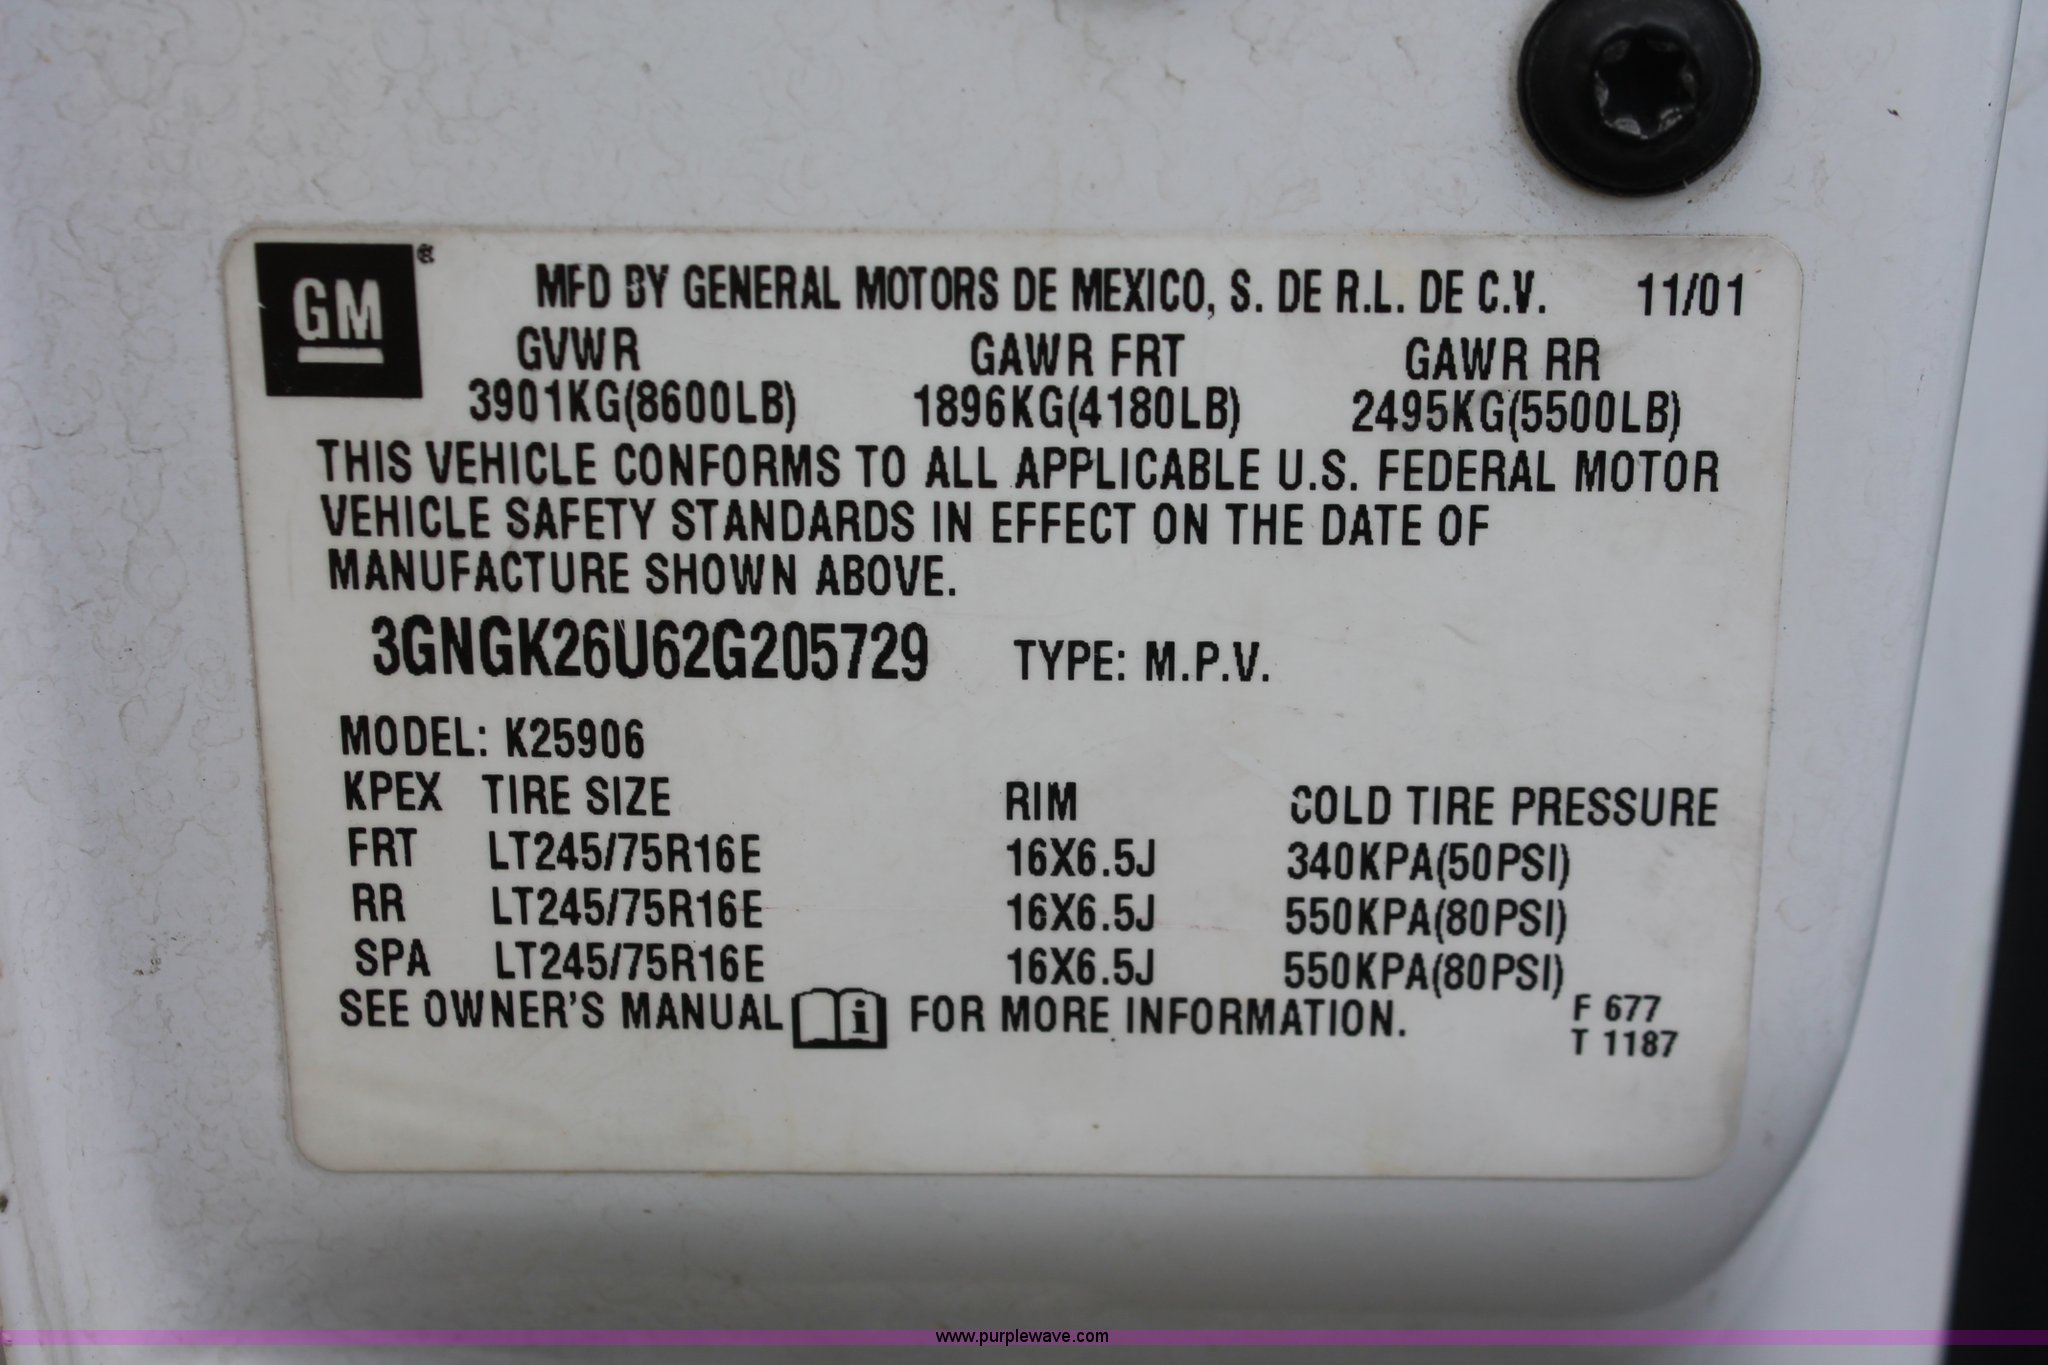 GM ®
MFD BY GENERAL MOTORS DE MEXICO, S. DE R.L. DE C.V. 11/01
GVWR GAWR FRT GAWR RR
3901KG(8600LB) 1896KG(4180LB) 2495KG(5500LB)
THIS VEHICLE CONFORMS TO ALL APPLICABLE U.S. FEDERAL MOTOR
VEHICLE SAFETY STANDARDS IN EFFECT ON THE DATE OF
MANUFACTURE SHOWN ABOVE.
3GNGK26U62G205729 TYPE: M.P.V.
MODEL: K25906
KPEX TIRE SIZE RIM COLD TIRE PRESSURE
FRT LT245/75R16E 16X6.5J 340KPA(50PSI)
RR LT245/75R16E 16X6.5J 550KPA(80PSI)
SPA LT245/75R16E 16X6.5J 550KPA(80PSI)
SEE OWNER'S MANUAL i FOR MORE INFORMATION.
F 677
T 1187
www.purplewave.com